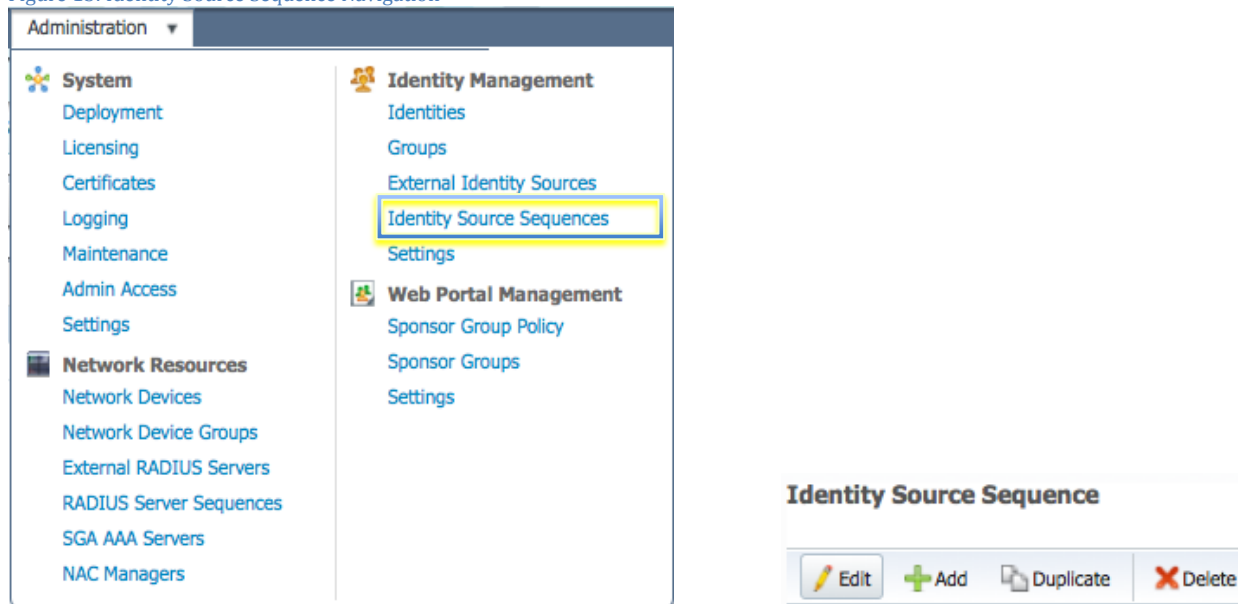 Administration
System
Deployment
Licensing
Certificates
Logging
Maintenance
Admin Access
Settings
Network Resources
Network Devices
Network Device Groups
External RADIUS Servers
RADIUS Server Sequences
SGA AAA Servers
NAC Managers
Identity Management
Identities
Groups
External Identity Sources
Identity Source Sequences
Settings
Web Portal Management
Sponsor Group Policy
Sponsor Groups
Settings
Identity Source Sequence
Edit Add Duplicate Delete